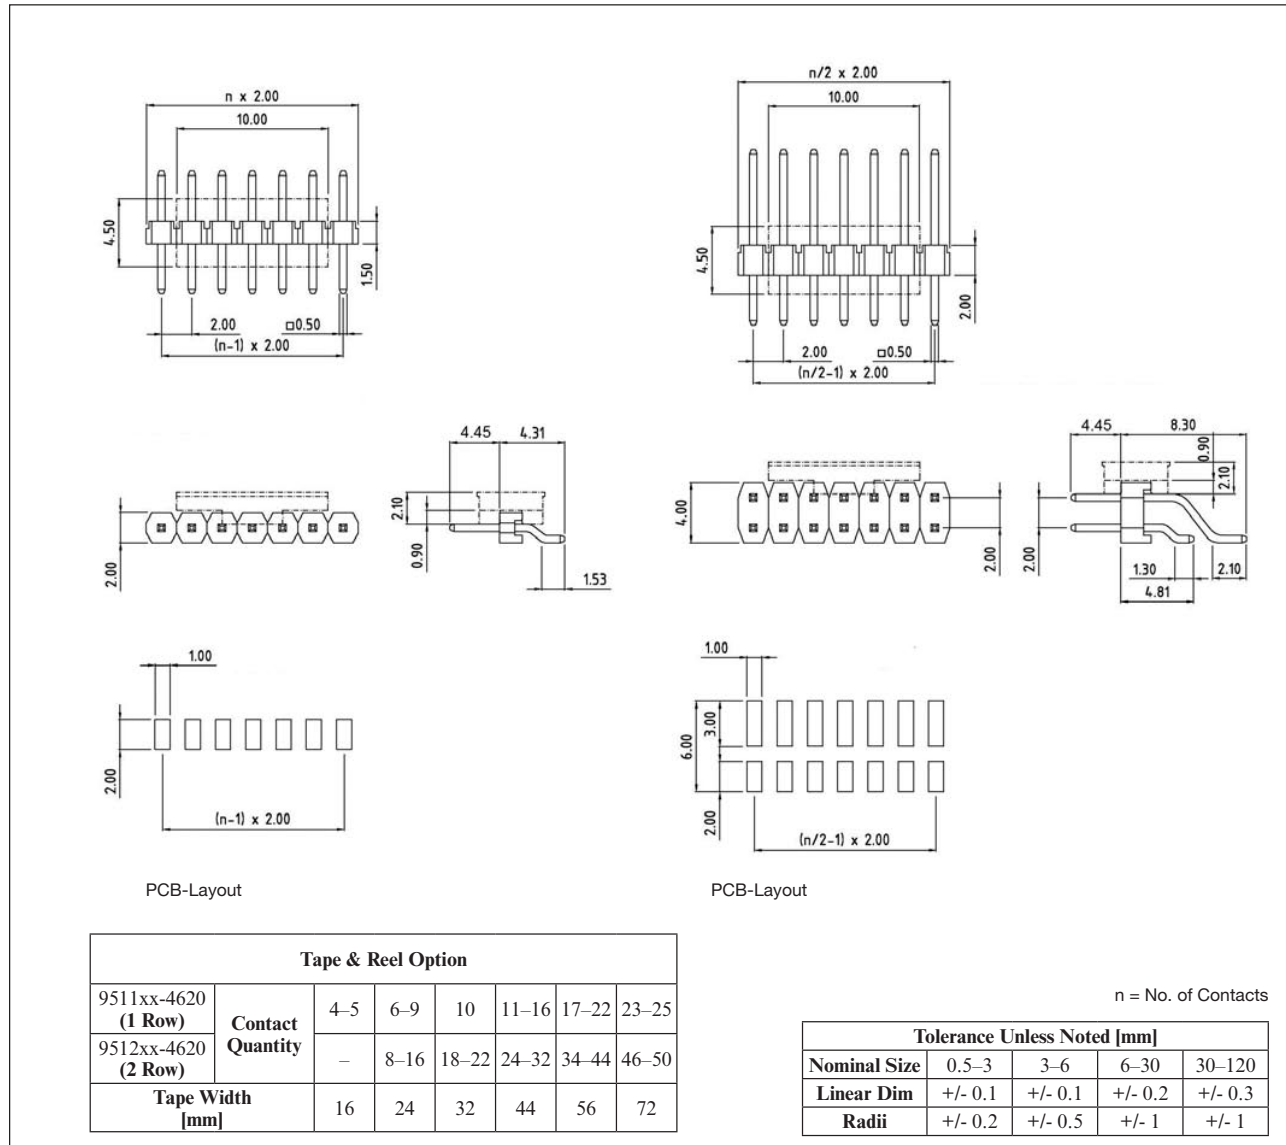 n x 2.00
10.00
4.50
1.50
2.00
□0.50
(n-1) x 2.00
n/2 x 2.00
10.00
4.50
2.00
2.00
□0.50
(n/2-1) x 2.00
2.00
4.45
4.31
2.10
0.90
1.53
4.00
2.00
4.45
8.30
0.90
2.10
2.00
1.30
2.10
4.81
1.00
2.00
(n-1) x 2.00
PCB-Layout
1.00
6.00
3.00
2.00
(n/2-1) x 2.00
PCB-Layout
Tape & Reel Option
9511xx-4620 (1 Row) Contact Quantity 4–5 6–9 10 11–16 17–22 23–25
9512xx-4620 (2 Row) – 8–16 18–22 24–32 34–44 46–50
Tape Width [mm] 16 24 32 44 56 72
n = No. of Contacts
Tolerance Unless Noted [mm]
Nominal Size 0.5–3 3–6 6–30 30–120
Linear Dim +/- 0.1 +/- 0.1 +/- 0.2 +/- 0.3
Radii +/- 0.2 +/- 0.5 +/- 1 +/- 1